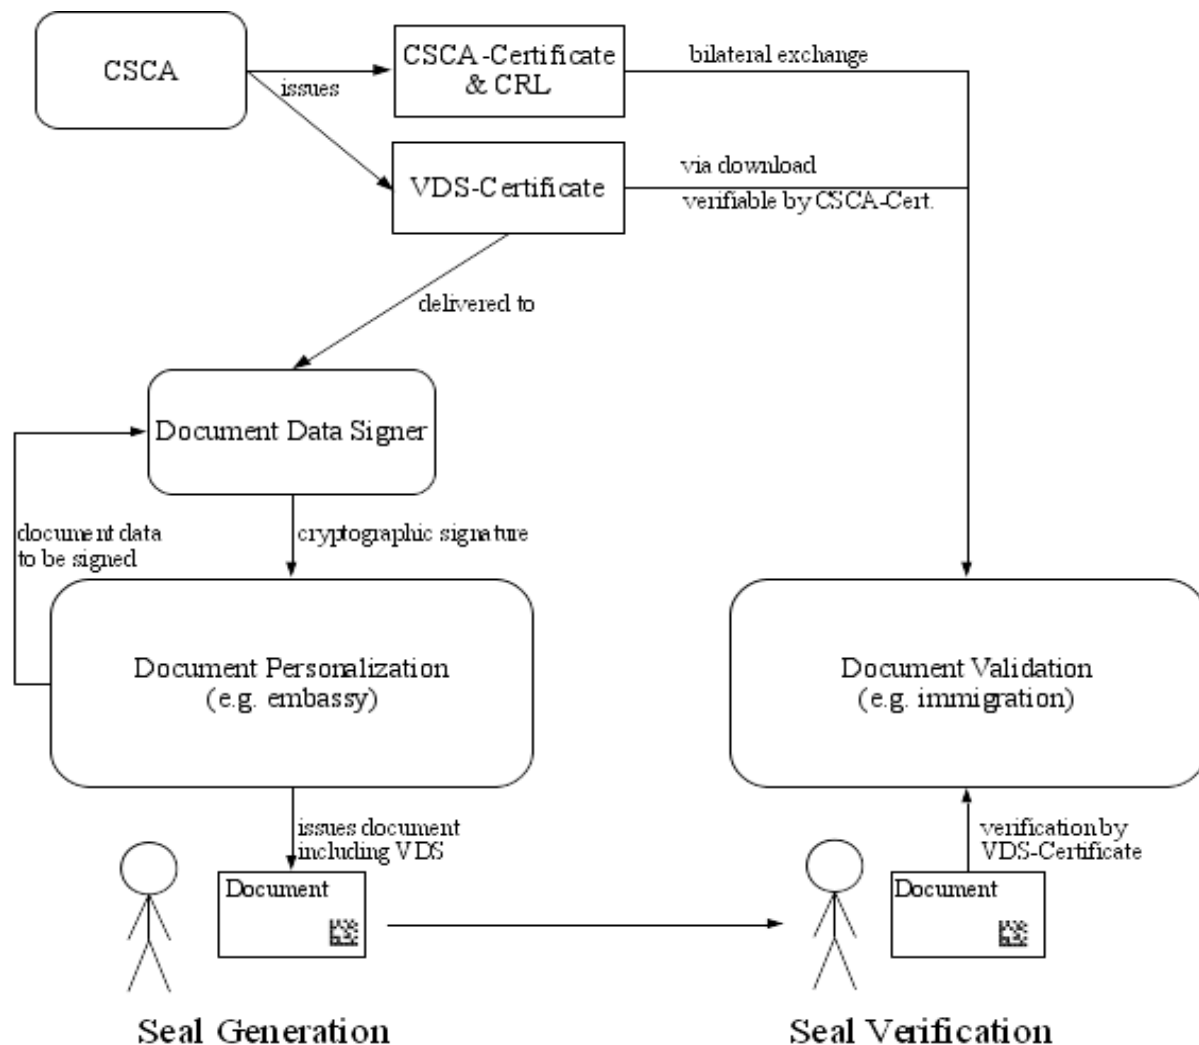 CSCA
issues
CSCA-Certificate
& CRL
bilateral exchange
VDS-Certificate
via download
verifiable by CSCA-Cert.
delivered to
Document Data Signer
document data
to be signed
cryptographic signature
Document Personalization
(e.g. embassy)
Document Validation
(e.g. immigration)
issues document
including VDS
verification by
VDS-Certificate
Document
Document
Seal Generation
Seal Verification